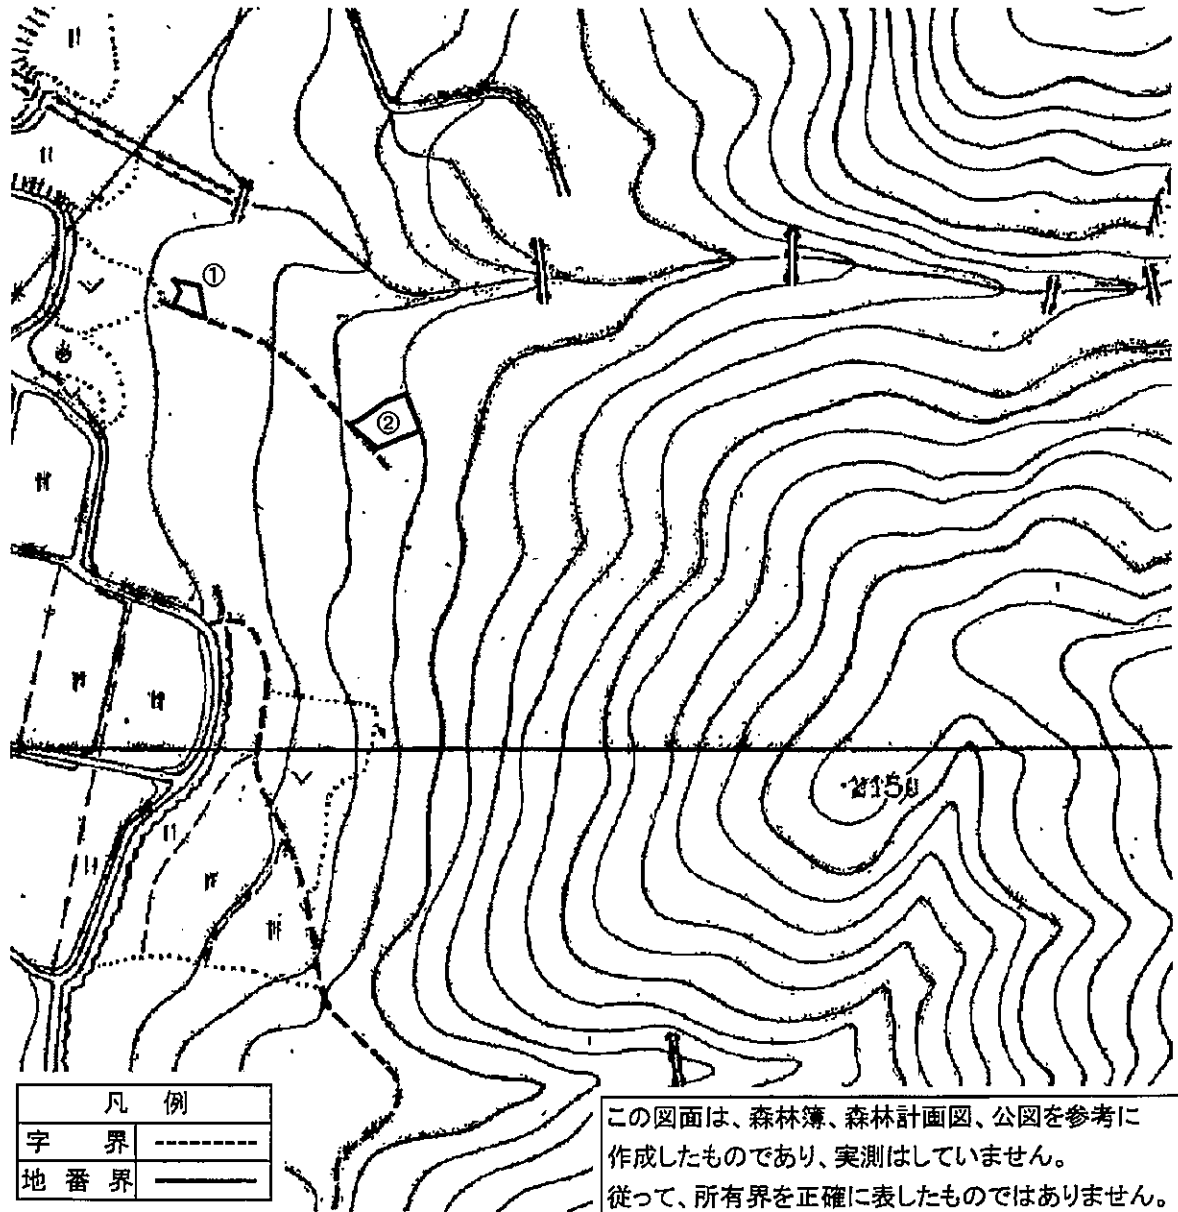 ①
②
凡 例
字 界
地 番 界
この図面は、森林簿、森林計画図、公図を参考に
作成したものであり、実測はしていません。
従って、所有界を正確に表したものではありません。